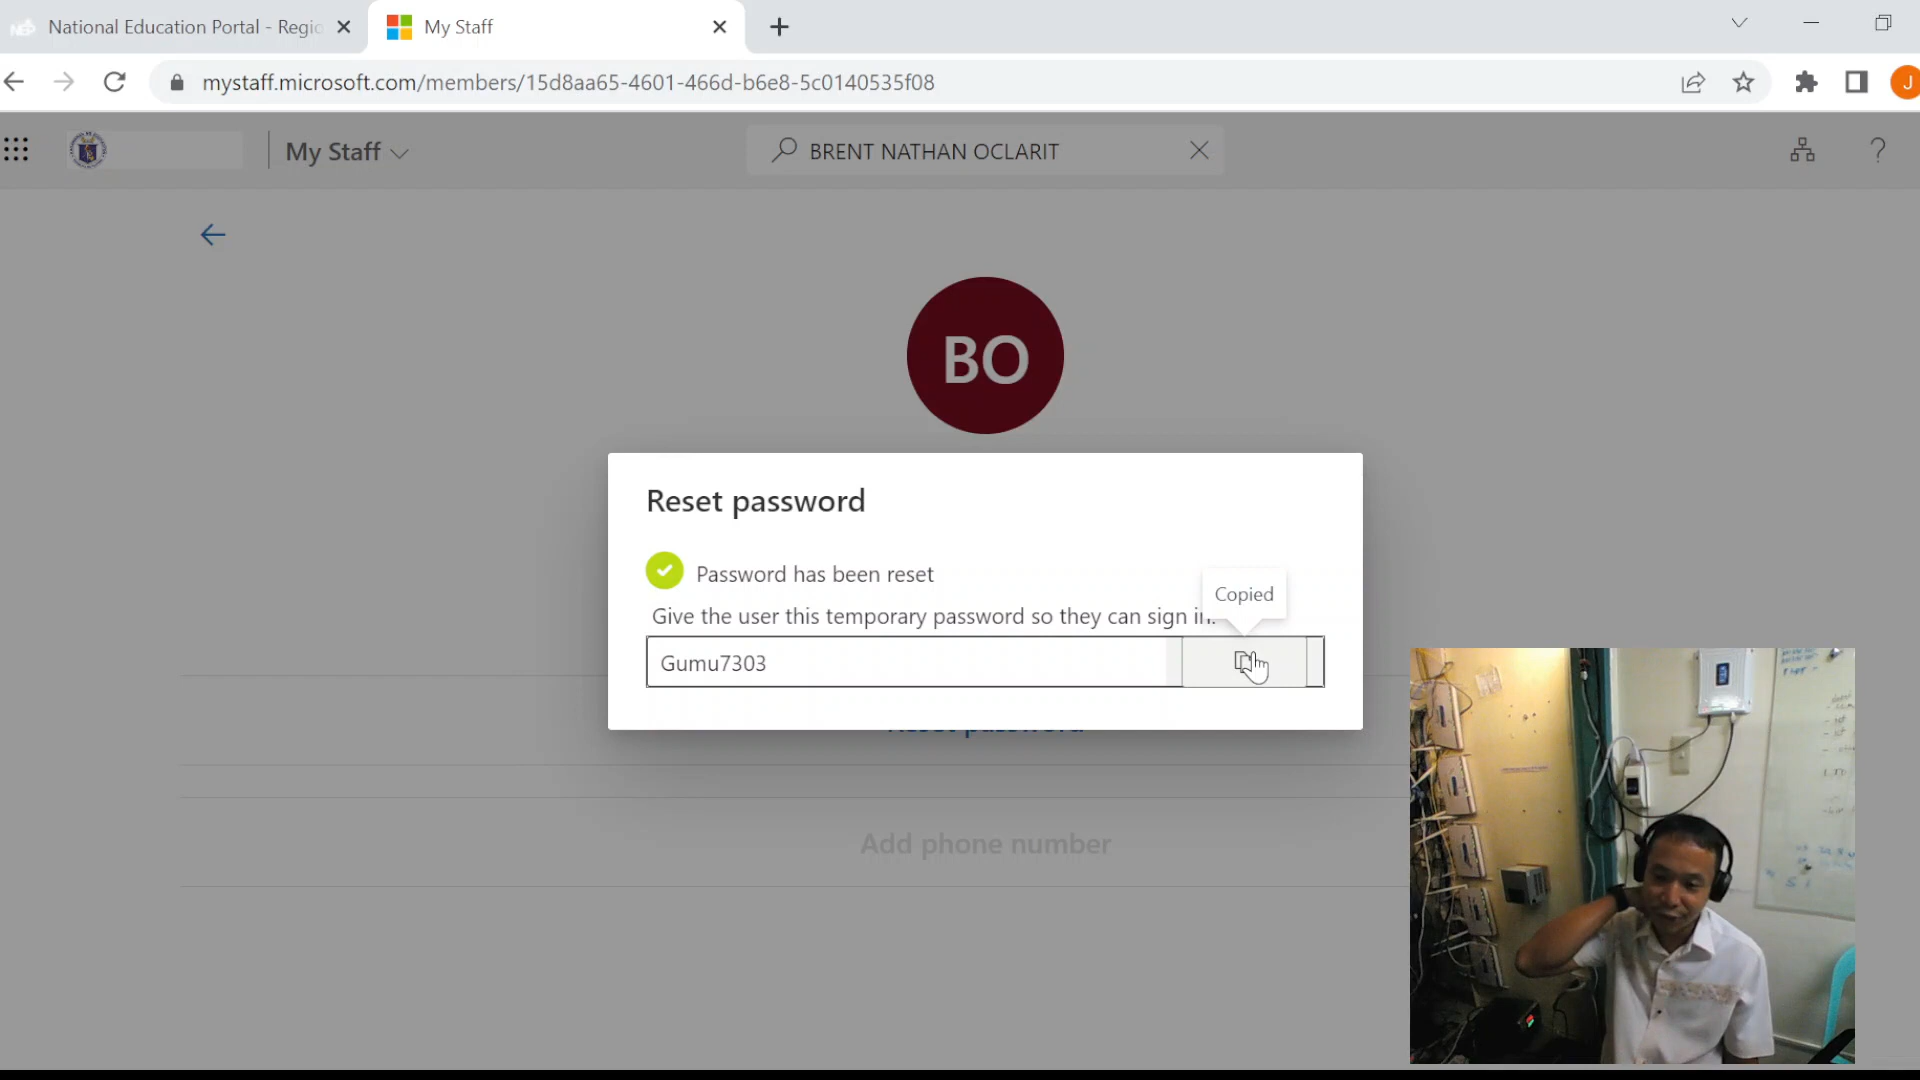 National Education Portal - Regio
My Staff
mystaff.microsoft.com/members/15d8aa65-4601-466d-b6e8-5c0140535f08
J
My Staff
BRENT NATHAN OCLARIT
BO
Reset password
Password has been reset
Copied
Give the user this temporary password so they can sign in.
Gumu7303
Reset password
Add phone number